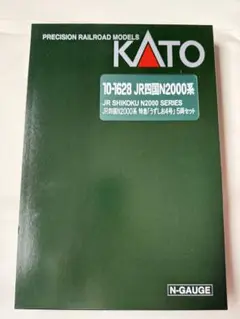 PRECISION RAILROAD MODELS
KATO
10-1628 JR四国N2000系
JR SHIKOKU N2000 SERIES
JR四国N2000系 特急「うずしお4号」5両セット
N-GAUGE